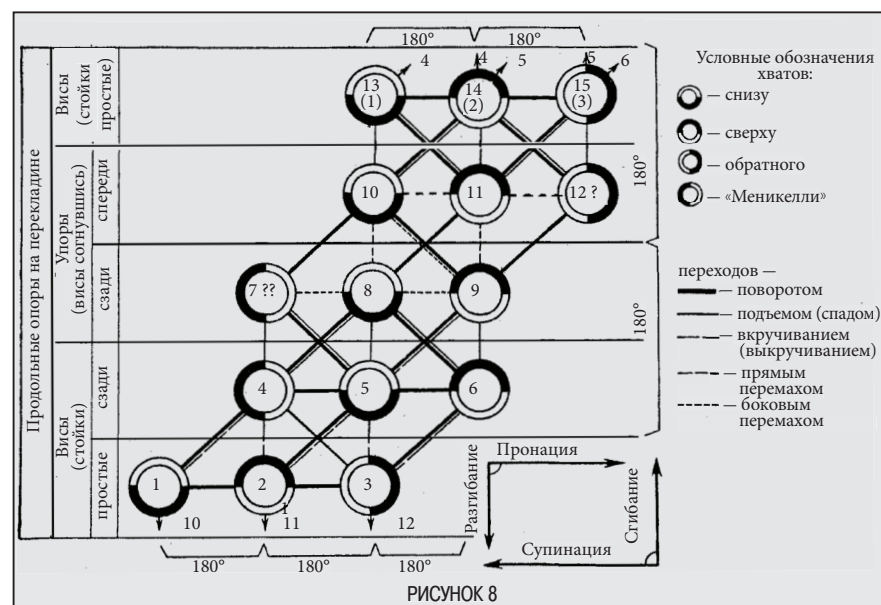 180° 180°
4 4 5 5 6
13
(1)
14
(2)
15
(3)
10 11 12 ?
7 ?? 8 9
4 5 6
1 2 3
1
10 11 12
180° 180° 180°
180°
180°
Продольные опоры на перекладине
Висы
(стойки
простые)
Упоры
(висы согнувшись)
спереди
сзади
Висы
(стойки)
сзади
простые
Условные обозначения
хватов:
— снизу
— сверху
— обратного
— «Меникелли»
переходов —
— поворотом
— подъемом (спадом)
— вкручиванием
(выкручиванием)
— прямым
перемахом
— боковым
перемахом
Пронация
Разгибание
Сгибание
Супинация
РИСУНОК 8